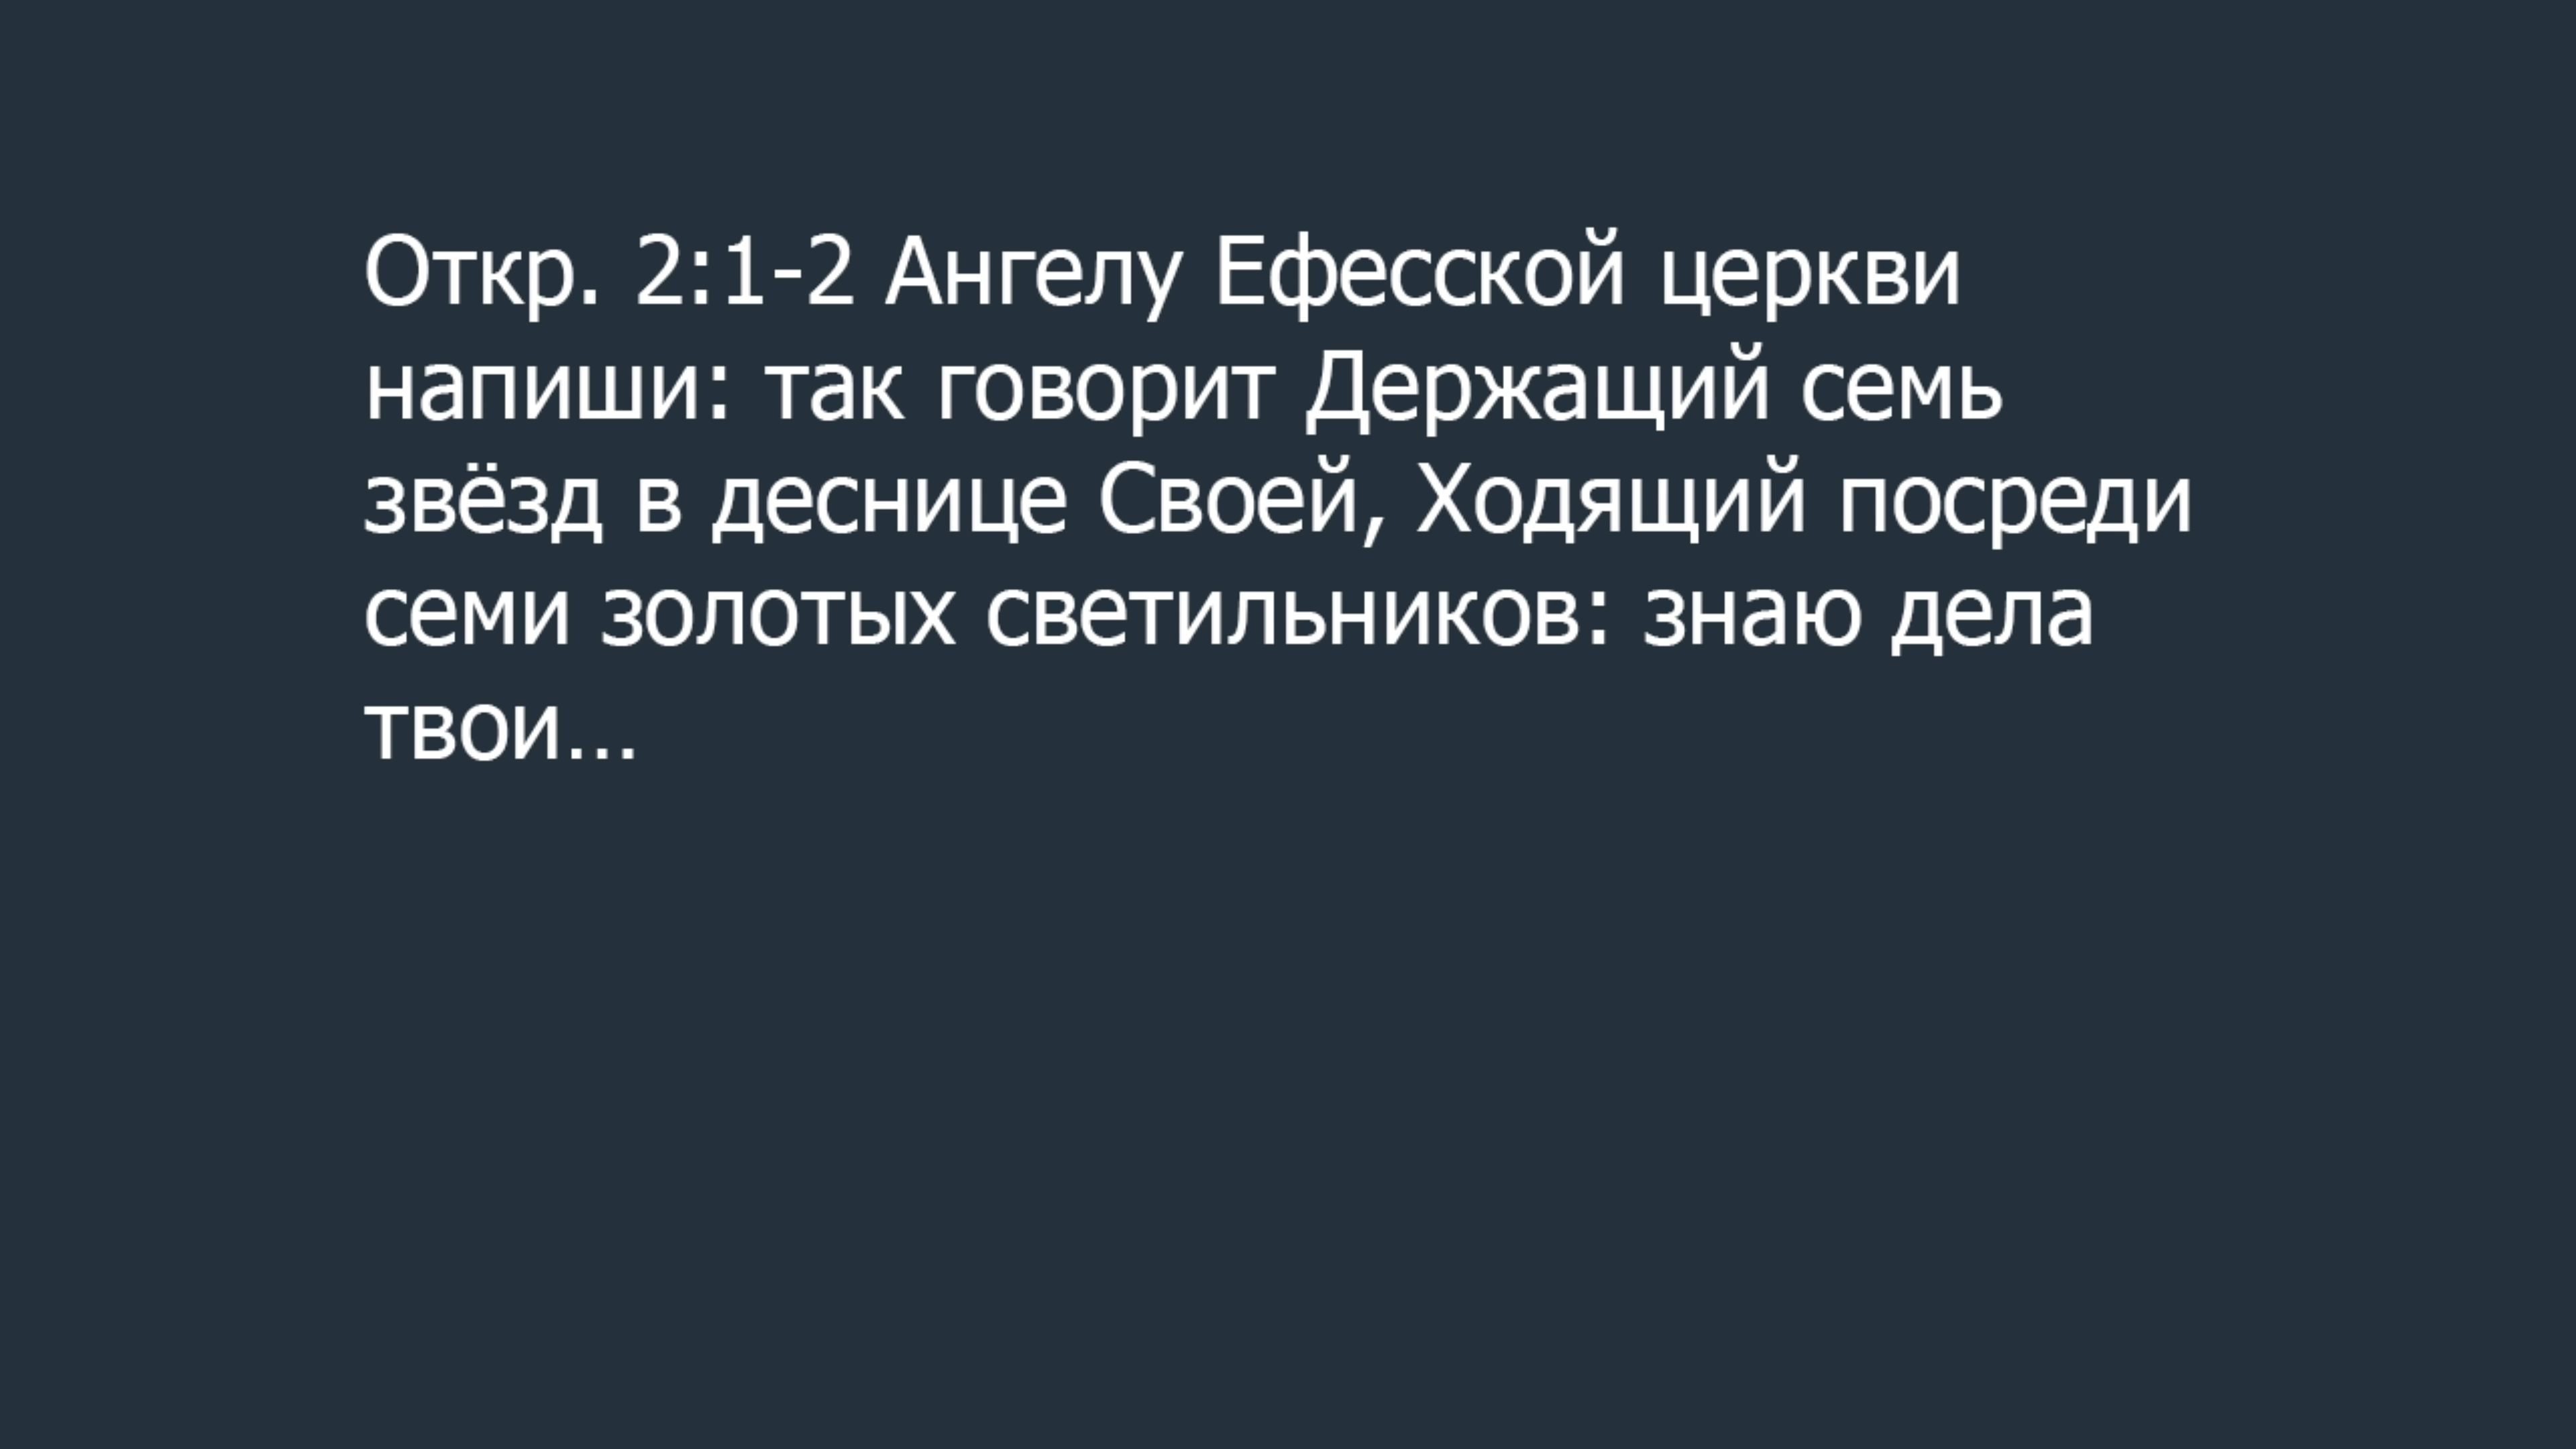 Откр. 2:1-2 Ангелу Ефесской церкви
напиши: так говорит Держащий семь
звёзд в деснице Своей, Ходящий посреди
семи золотых светильников: знаю дела
твои…